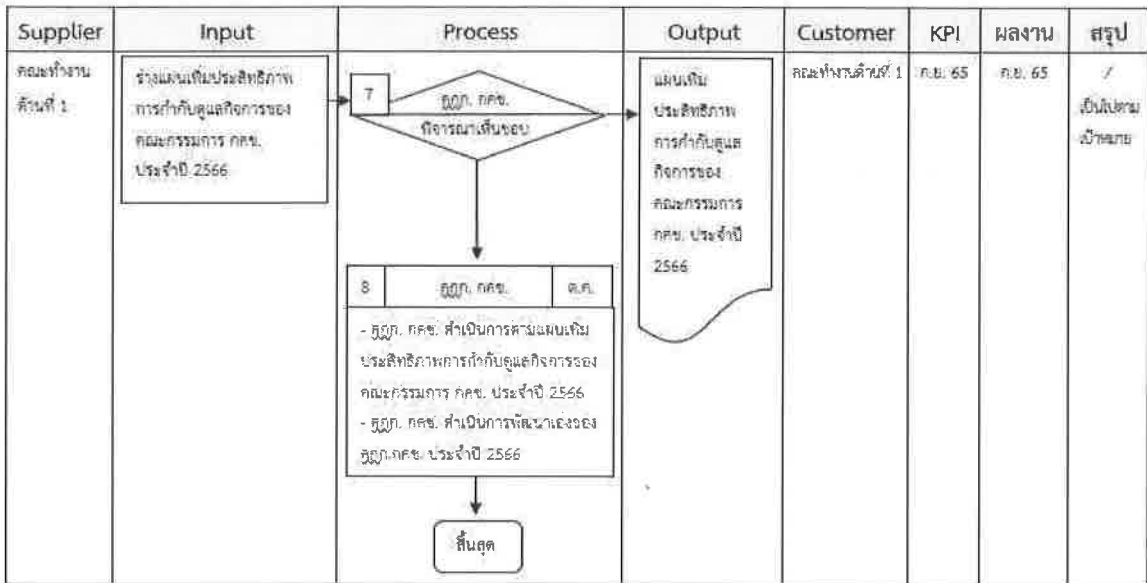 Supplier
Input
Process
Output
Customer
KPI
ผลงาน
สรุป
คณะทำงาน
ด้านที่ 1
ร่างแผนเพิ่มประสิทธิภาพ
การกำกับดูแลกิจการของ
คณะกรรมการ กคช.
ประจำปี 2566
7
กคช.
พิจารณาเห็นชอบ
แผนเพิ่ม
ประสิทธิภาพ
การกำกับดูแล
กิจการของ
คณะกรรมการ
กคช. ประจำปี
2566
คณะทำงานด้านที่ 1
ก.ย. 65
ก.ย. 65
/
เป็นไปตาม
เป้าหมาย
8
กคช.
ต.ค.
- กคช. ดำเนินการตามแผนเพิ่ม
ประสิทธิภาพการกำกับดูแลกิจการของ
คณะกรรมการ กคช. ประจำปี 2566
- กคช. ดำเนินการพัฒนาเองของ
กคช. ประจำปี 2566
สิ้นสุด